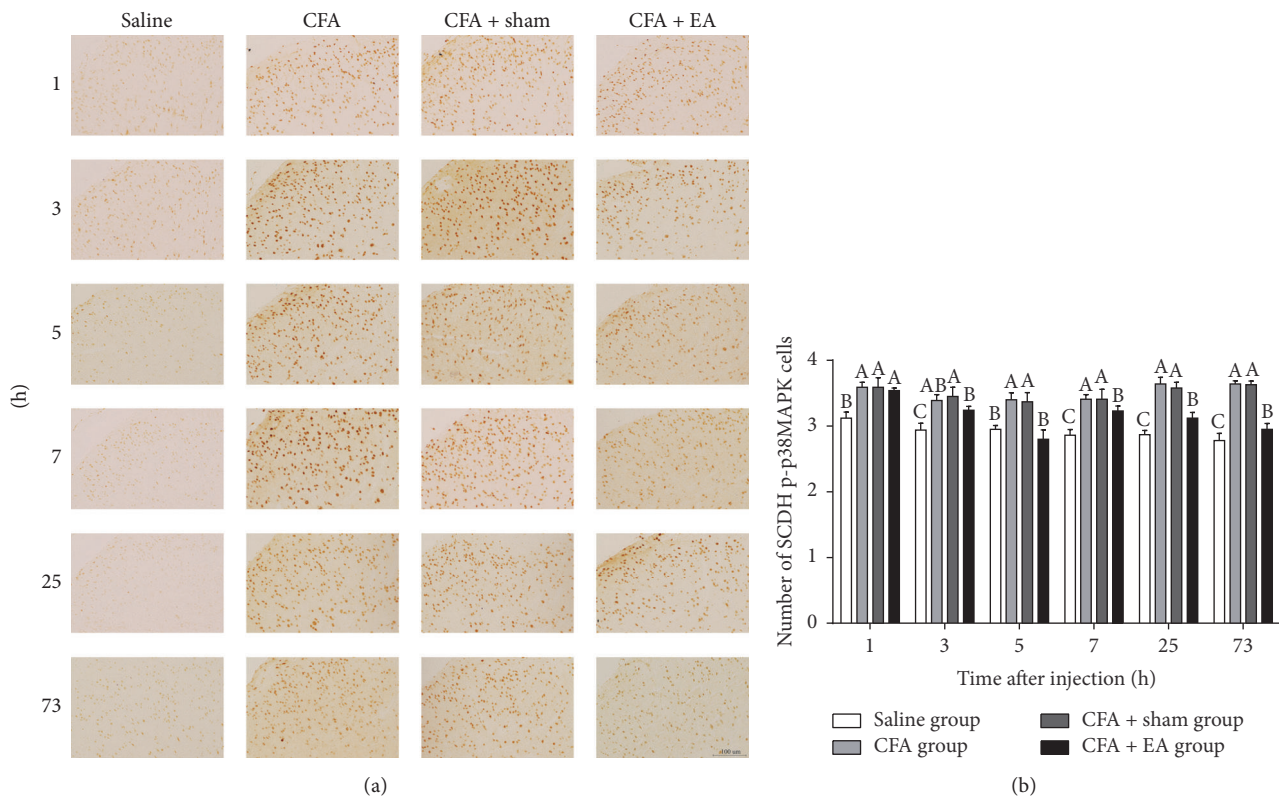 Saline CFA CFA + sham CFA + EA
1
3
5
7
25
73
(h)
100 um
(a)
Number of SCDH p-p38MAPK cells
4
3
2
1
0
B A A A
C AB A B
B A A B
C A A B
C A A B
C A A B
1 3 5 7 25 73
Time after injection (h)
Saline group
CFA group
CFA + sham group
CFA + EA group
(b)